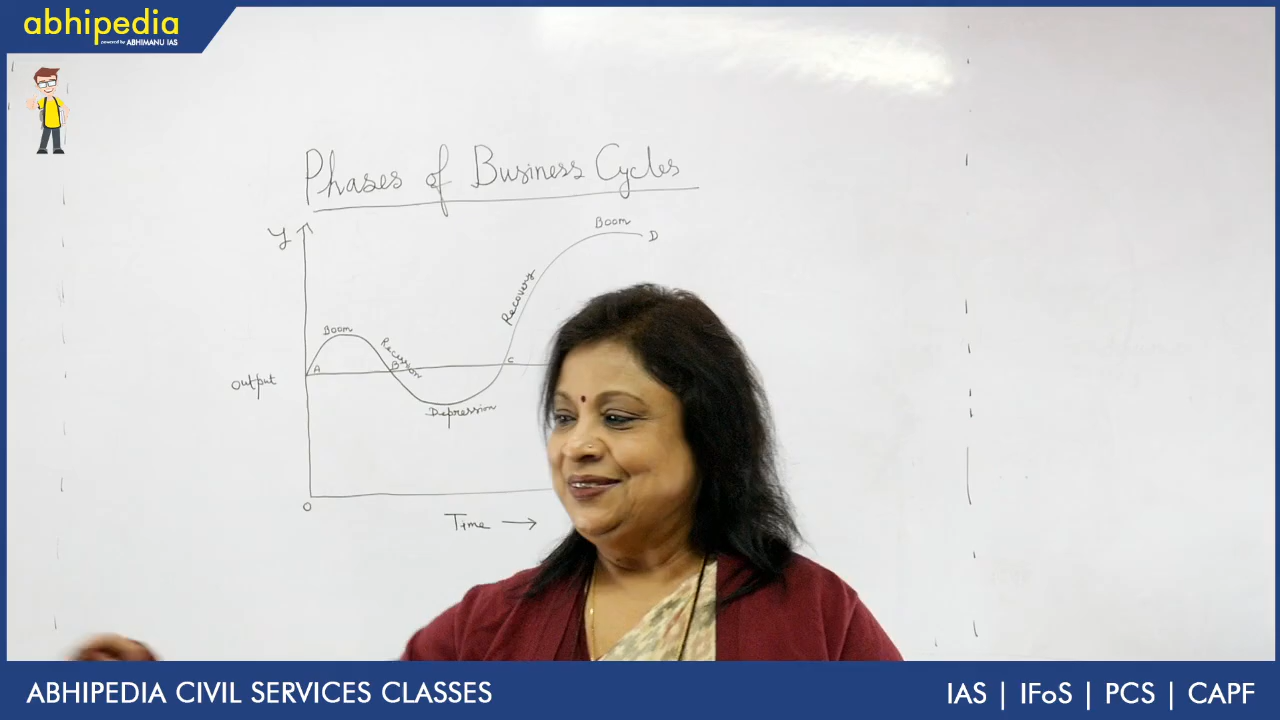 abhipedia
powered by ABHIMANU IAS
Phases of Business Cycles
y
Boom
D
Recovery
Boom
Recession
A
B
C
output
Depression
0
Time →
ABHIPEDIA CIVIL SERVICES CLASSES
IAS | IFoS | PCS | CAPF